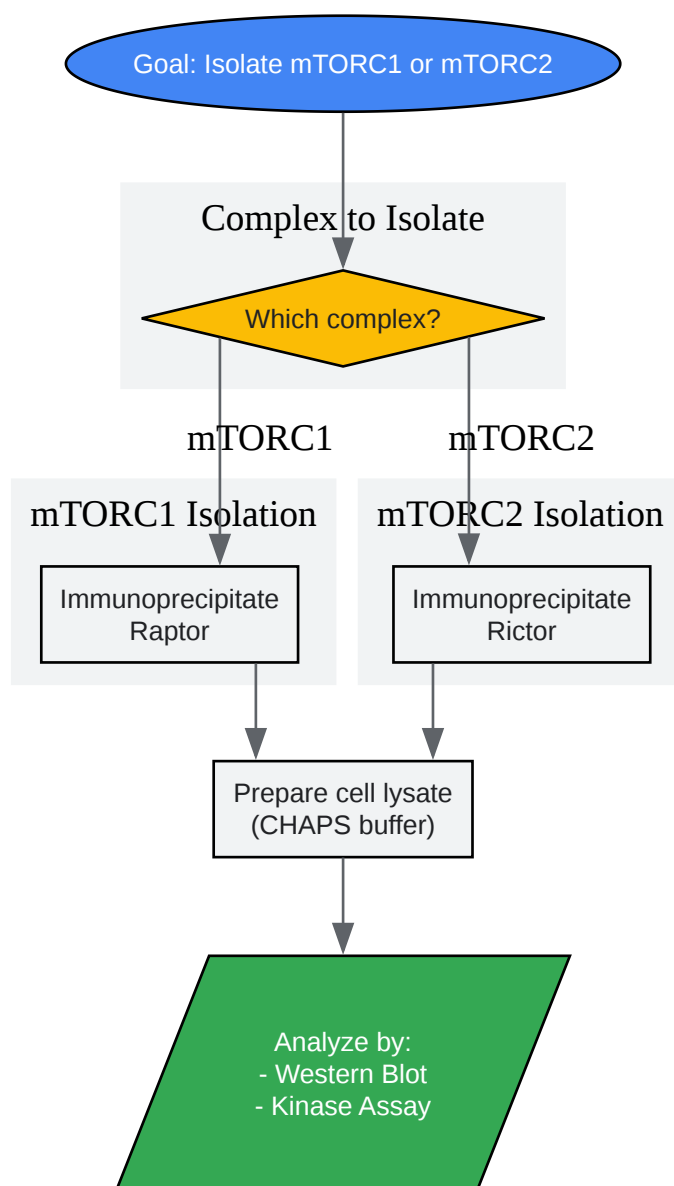 Goal: Isolate mTORC1 or mTORC2
Complex to Isolate
Which complex?
mTORC1
mTORC2
mTORC1 Isolation
mTORC2 Isolation
Immunoprecipitate
Raptor
Immunoprecipitate
Rictor
Prepare cell lysate
(CHAPS buffer)
Analyze by:
- Western Blot
- Kinase Assay